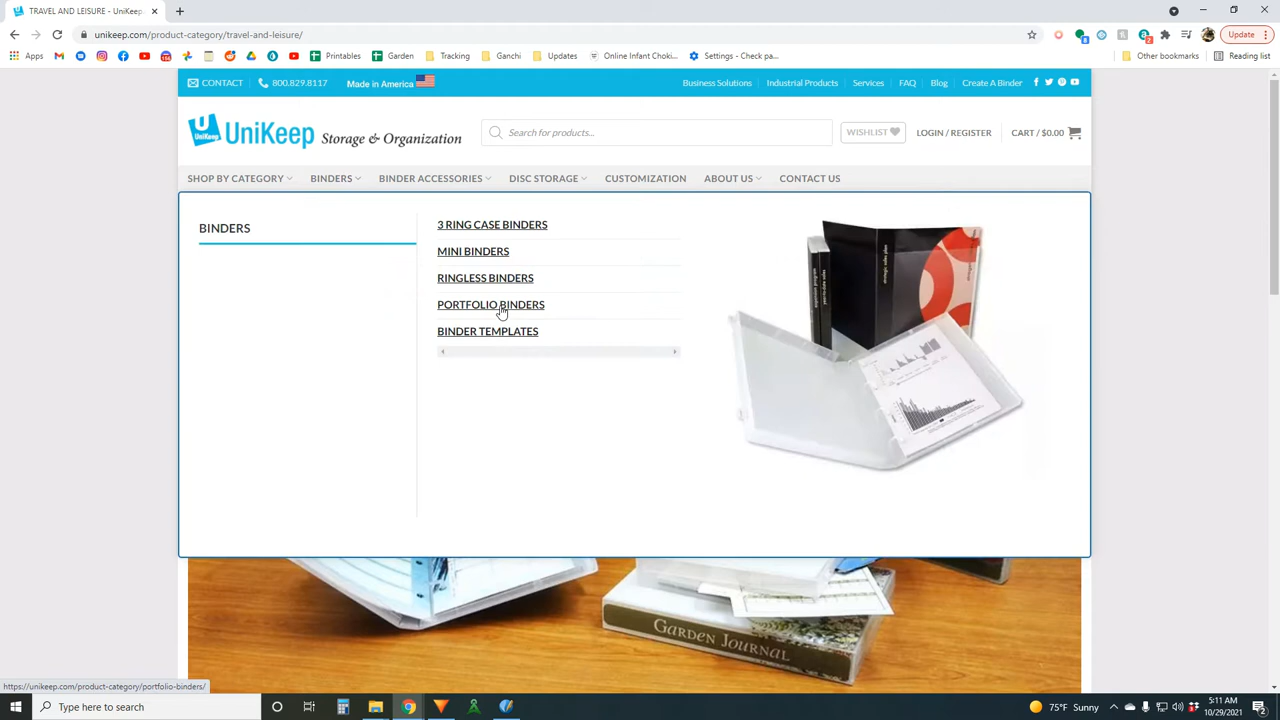 TRAVEL AND LEISURE - UniKeep
unikeep.com/product-category/travel-and-leisure/
Update
Apps
Printables
Garden
Tracking
Ganchi
Updates
Online Infant Choki...
Settings - Check pa...
Other bookmarks
Reading list
CONTACT
800.829.8117
Made in America
Business Solutions
Industrial Products
Services
FAQ
Blog
Create A Binder
UniKeep Storage & Organization
Search for products...
WISHLIST
LOGIN / REGISTER
CART / $0.00
SHOP BY CATEGORY
BINDERS
BINDER ACCESSORIES
DISC STORAGE
CUSTOMIZATION
ABOUT US
CONTACT US
BINDERS
3 RING CASE BINDERS
MINI BINDERS
RINGLESS BINDERS
PORTFOLIO BINDERS
BINDER TEMPLATES
GARDEN JOURNAL
https://unikeep.com/product-category/portfolio-binders/
Type here to search
75°F Sunny
5:11 AM
10/29/2021